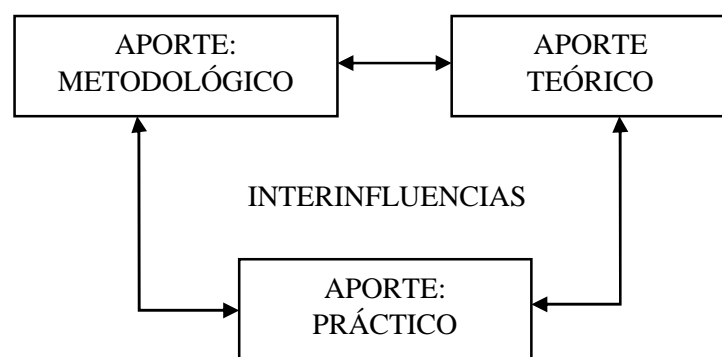 APORTE:
METODOLÓGICO
APORTE
TEÓRICO
INTERINFLUENCIAS
APORTE:
PRÁCTICO